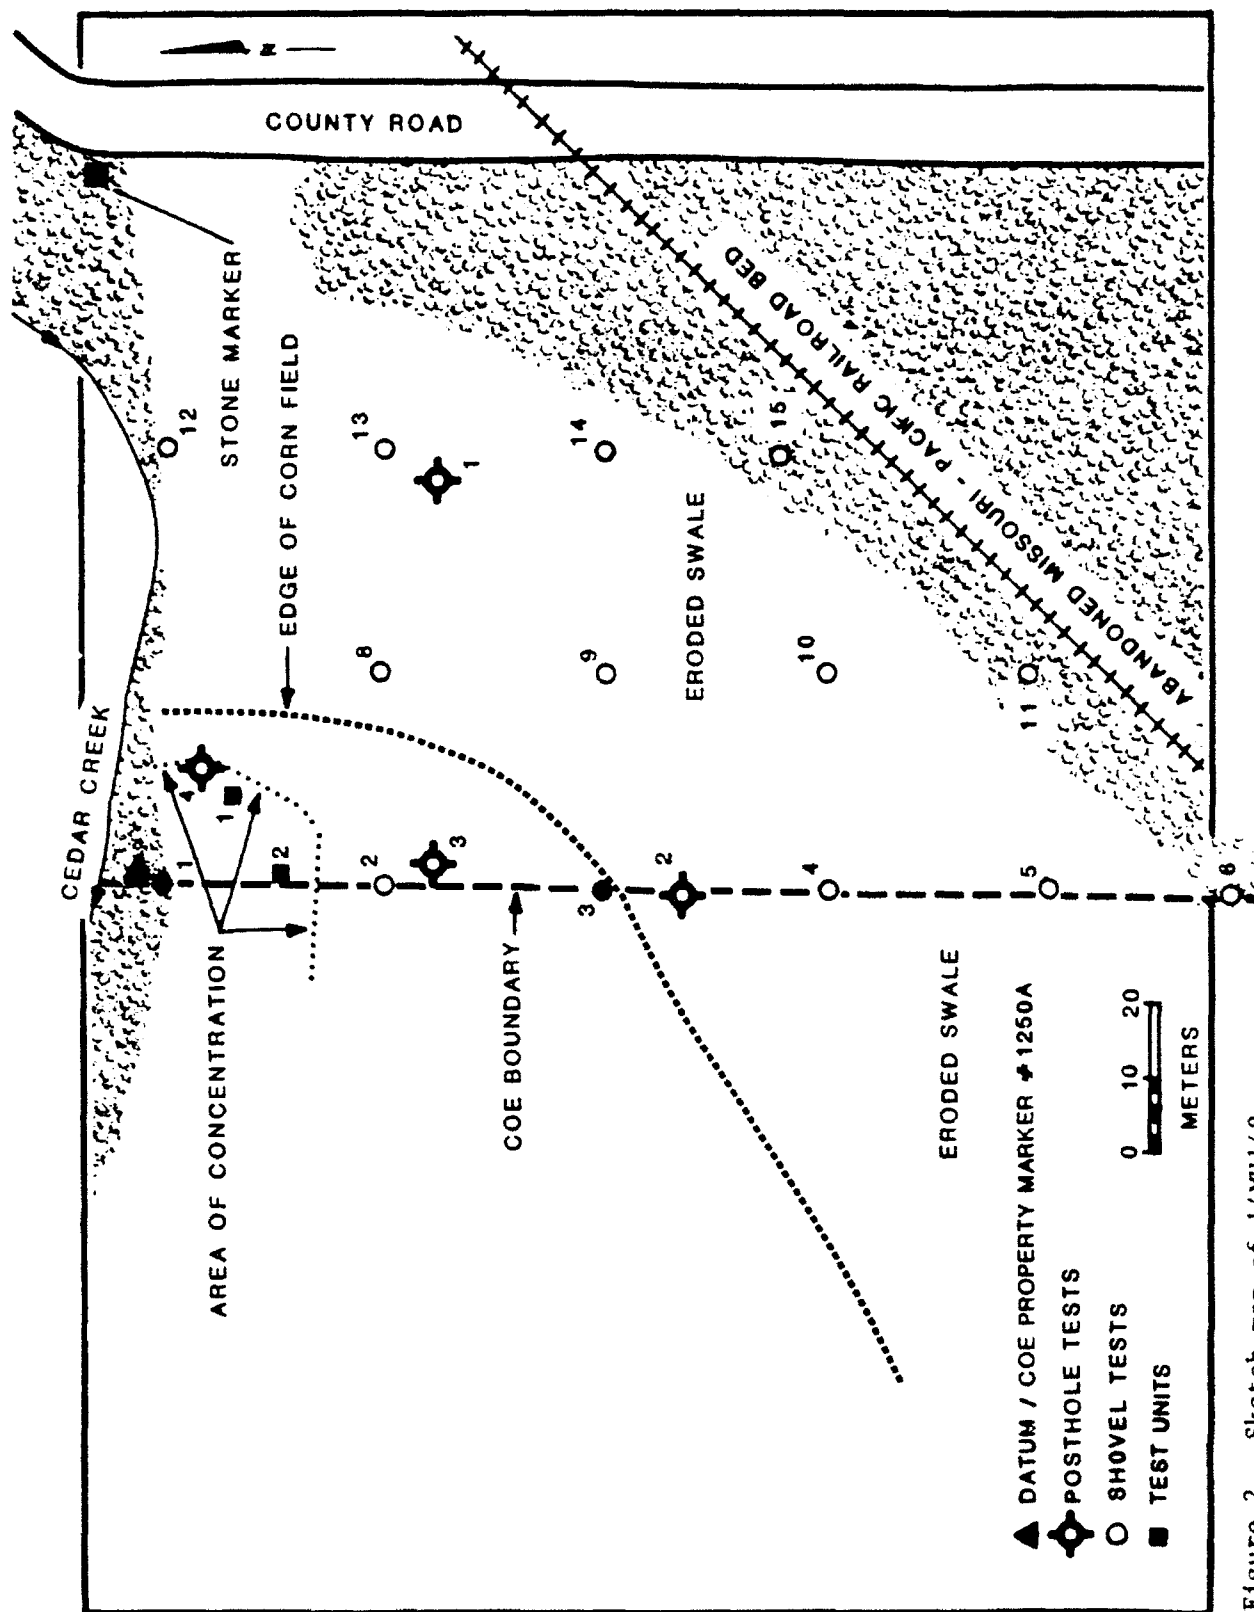 CEDAR CREEK
N
COUNTY ROAD
STONE MARKER
12
EDGE OF CORN FIELD
AREA OF CONCENTRATION
1
4
1
2
2
8
13
3
1
COE BOUNDARY
3
9
14
2
ERODED SWALE
15
4
10
ABANDONED MISSOURI - PACIFIC RAILROAD BED
ERODED SWALE
5
11
6
DATUM / COE PROPERTY MARKER #1250A
POSTHOLE TESTS
SHOVEL TESTS
TEST UNITS
0 10 20
METERS
Figure 2. Sketch map of